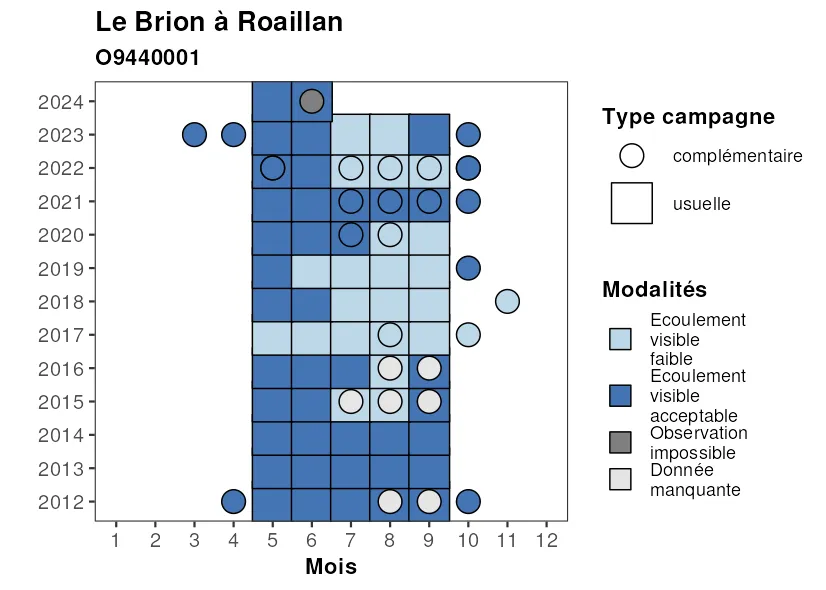 Le Brion à Roaillan
O9440001
2024
2023
2022
2021
2020
2019
2018
2017
2016
2015
2014
2013
2012
1 2 3 4 5 6 7 8 9 10 11 12
Mois
Type campagne
complémentaire
usuelle
Modalités
Ecoulement
visible
faible
Ecoulement
visible
acceptable
Observation
impossible
Donnée
manquante